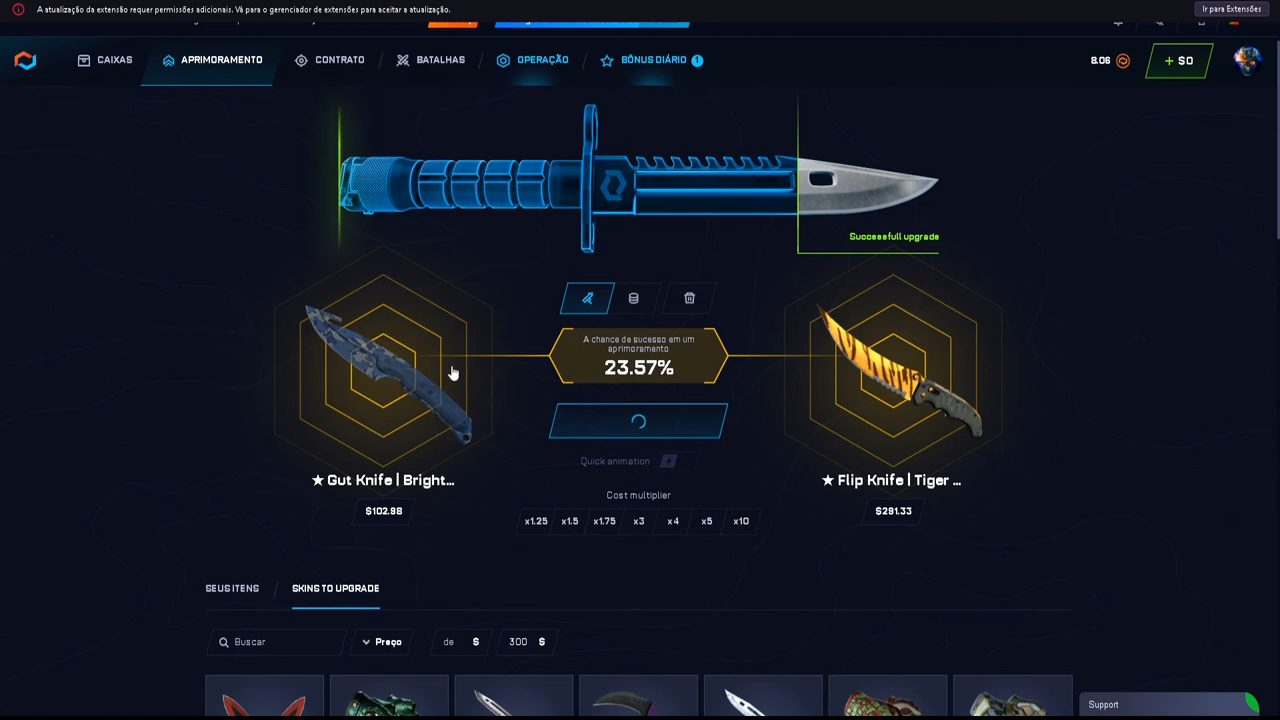 A atualização da extensão requer permissões adicionais. Vá para o gerenciador de extensões para aceitar a atualização.
Ir para Extensões
CAIXAS
APRIMORAMENTO
CONTRATO
BATALHAS
OPERAÇÃO
BÔNUS DIÁRIO 1
8.06
+ $0
Successfull upgrade
A chance de sucesso em um
aprimoramento
23.57%
Quick animation
★ Gut Knife | Bright...
$102.98
★ Flip Knife | Tiger ...
$291.33
Cost multiplier
x1.25 x1.5 x1.75 x3 x4 x5 x10
SEUS ITENS / SKINS TO UPGRADE
Buscar
Preço
de $
300 $
Support